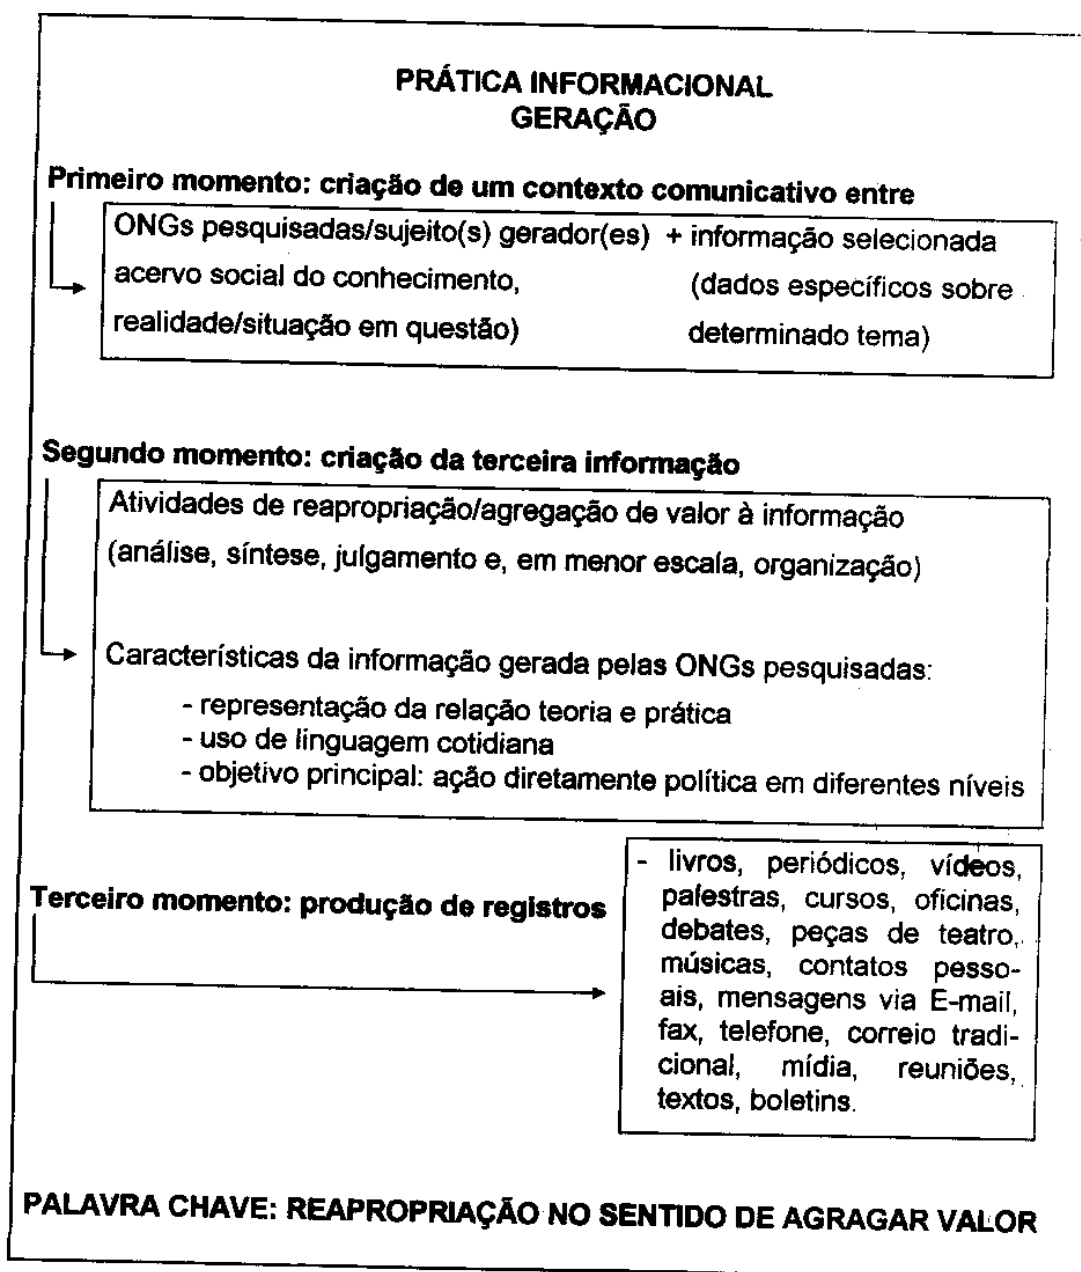 PRÁTICA INFORMACIONAL
GERAÇÃO
Primeiro momento: criação de um contexto comunicativo entre
ONGs pesquisadas/sujeito(s) gerador(es) + informação selecionada
acervo social do conhecimento, (dados específicos sobre
realidade/situação em questão) determinado tema)
Segundo momento: criação da terceira informação
Atividades de reapropriação/agregação de valor à informação
(análise, síntese, julgamento e, em menor escala, organização)
Características da informação gerada pelas ONGs pesquisadas:
- representação da relação teoria e prática
- uso de linguagem cotidiana
- objetivo principal: ação diretamente política em diferentes níveis
Terceiro momento: produção de registros
- livros, periódicos, vídeos,
palestras, cursos, oficinas,
debates, peças de teatro,
músicas, contatos pesso-
ais, mensagens via E-mail,
fax, telefone, correio tradi-
cional, mídia, reuniões,
textos, boletins.
PALAVRA CHAVE: REAPROPRIAÇÃO NO SENTIDO DE AGRAGAR VALOR